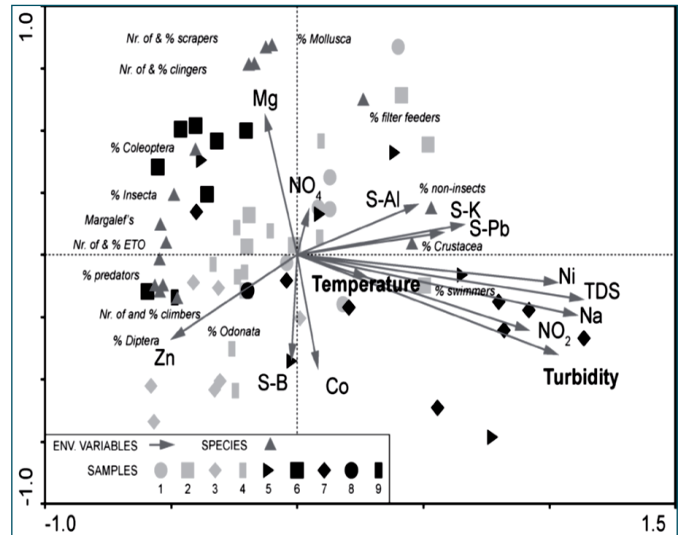 1.0
Nr. of & % scrapers
% Mollusca
Nr. of & % clingers
Mg
% filter feeders
% Coleoptera
NO4
S-Al
% non-insects
% Insecta
S-K
Margalef's
S-Pb
Nr. of & % ETO
% Crustacea
% predators
Temperature
% swimmers
Ni
TDS
Nr. of and % climbers
Na
% Diptera
% Odonata
NO2
Zn
S-B
Co
Turbidity
ENV. VARIABLES
SPECIES
SAMPLES
1 2 3 4 5 6 7 8 9
-1.0
-1.0
1.5